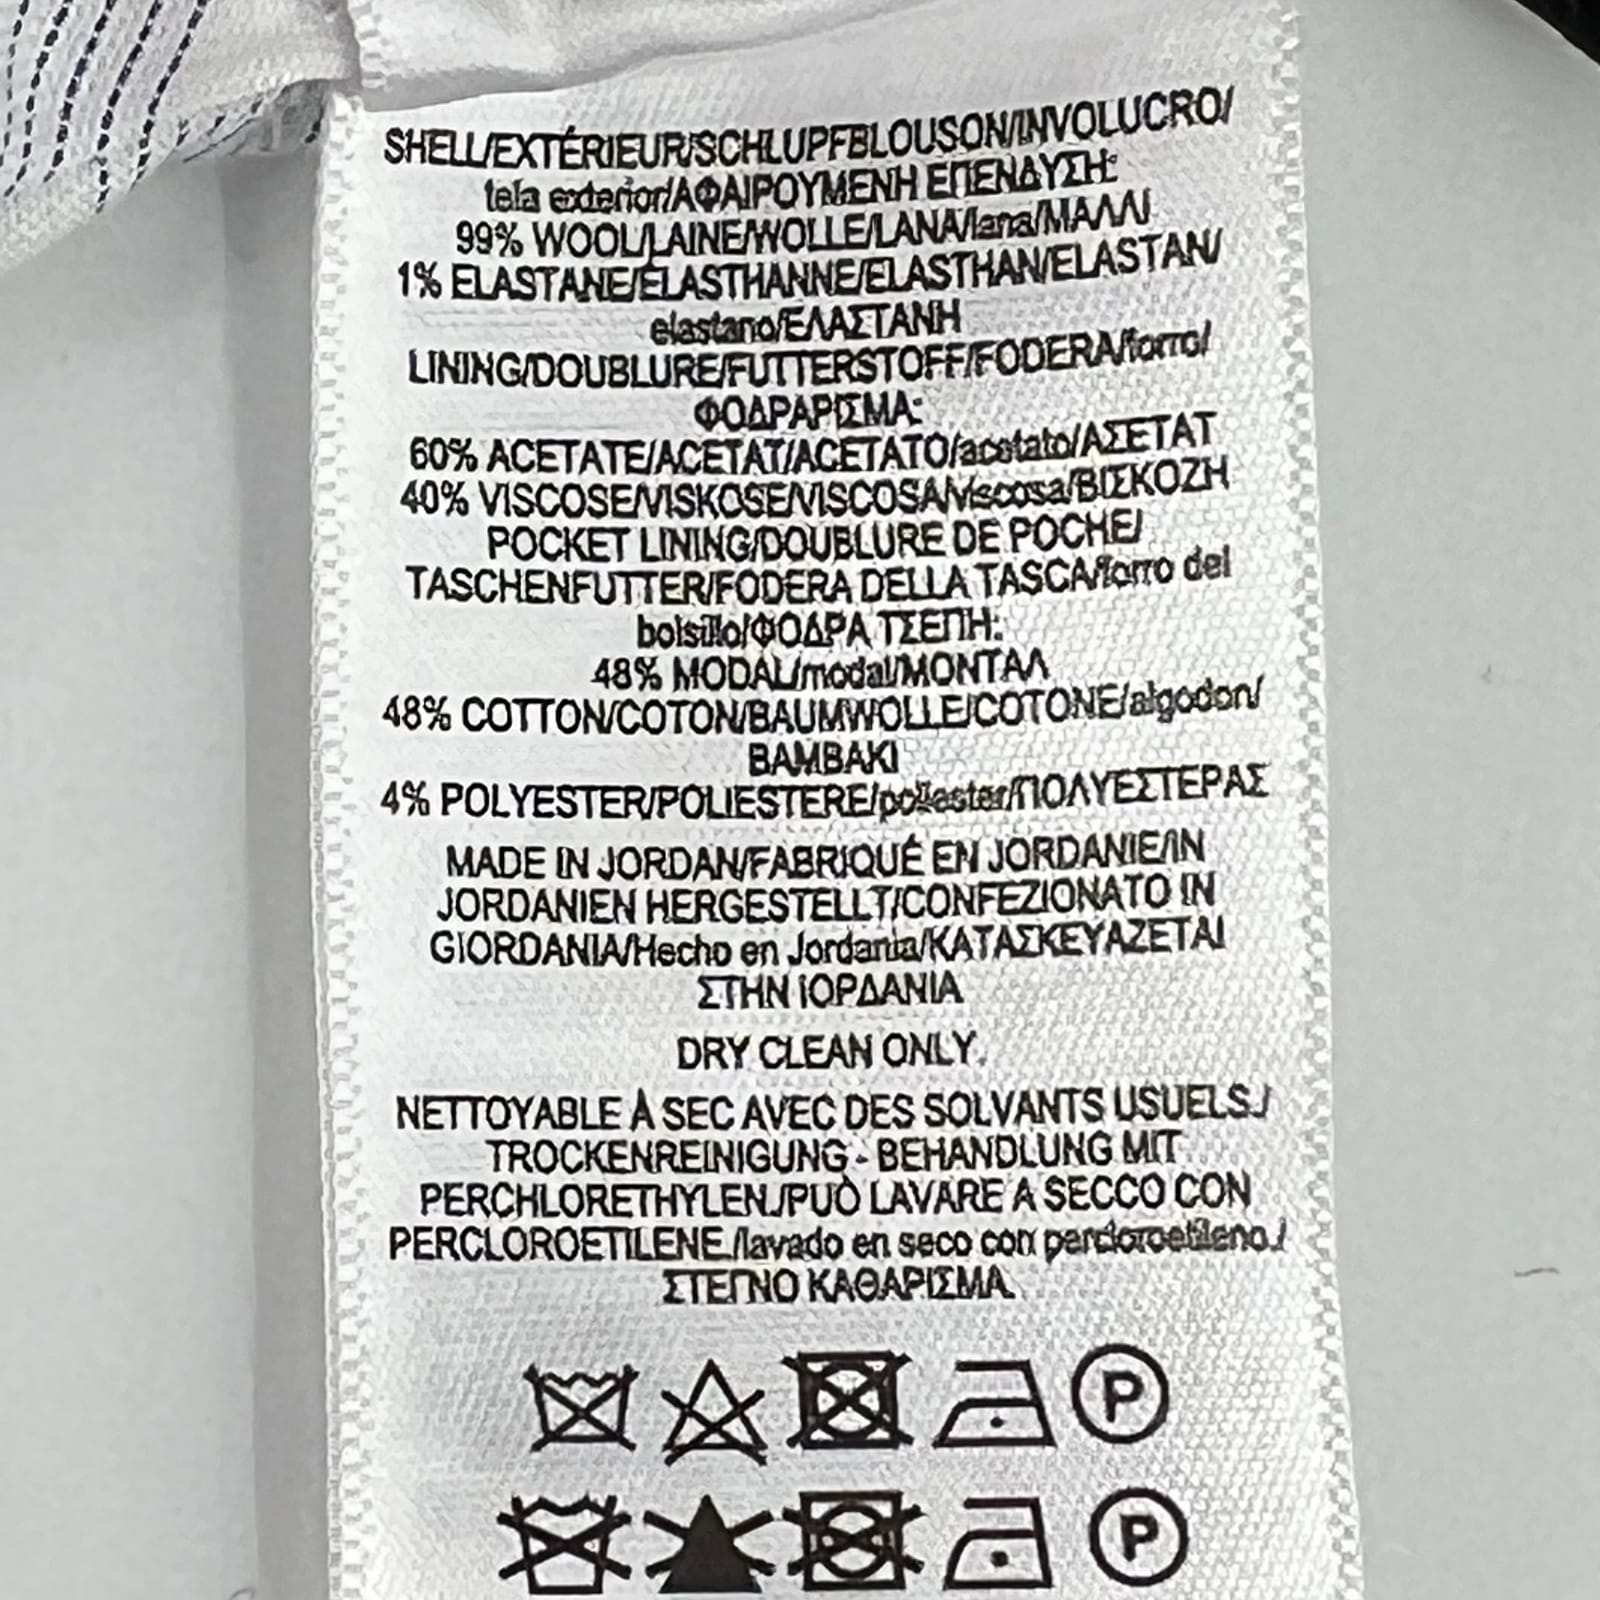 SHELL/EXTÉRIEUR/SCHLUPFBLOUSON/INVOLUCRO/
tela exterior/ΑΦΑΙΡΟΥΜΕΝΗ ΕΠΕΝΔΥΣΗ:
99% WOOL/LAINE/WOLLE/LANA/lana/ΜΑΛΛΙ
1% ELASTANE/ÉLASTHANNE/ELASTHAN/ELASTAN/
elastano/ΕΛΑΣΤΑΝΗ
LINING/DOUBLURE/FUTTERSTOFF/FODERA/forro/
ΦΟΔΡΑΡΙΣΜΑ:
60% ACETATE/ACETAT/ACETATO/acetato/ΑΣΕΤΑΤ
40% VISCOSE/VISKOSE/VISCOSA/viscosa/ΒΙΣΚΟΖΗ
POCKET LINING/DOUBLURE DE POCHE/
TASCHENFUTTER/FODERA DELLA TASCA/forro del
bolsillo/ΦΟΔΡΑ ΤΣΕΠΗ:
48% MODAL/modal/ΜΟΝΤΑΛ
48% COTTON/COTON/BAUMWOLLE/COTONE/algodon/
BAMBAKI
4% POLYESTER/POLIESTERE/poliester/ΠΟΛΥΕΣΤΕΡΑΣ
MADE IN JORDAN/FABRIQUÉ EN JORDANIE/IN
JORDANIEN HERGESTELLT/CONFEZIONATO IN
GIORDANIA/Hecho en Jordania/ΚΑΤΑΣΚΕΥΑΖΕΤΑΙ
ΣΤΗΝ ΙΟΡΔΑΝΙΑ
DRY CLEAN ONLY.
NETTOYABLE À SEC AVEC DES SOLVANTS USUELS./
TROCKENREINIGUNG - BEHANDLUNG MIT
PERCHLORETHYLEN./PUÒ LAVARE A SECCO CON
PERCLOROETILENE./lavado en seco con percloroetileno./
ΣΤΕΓΝΟ ΚΑΘΑΡΙΣΜΑ.
P
P